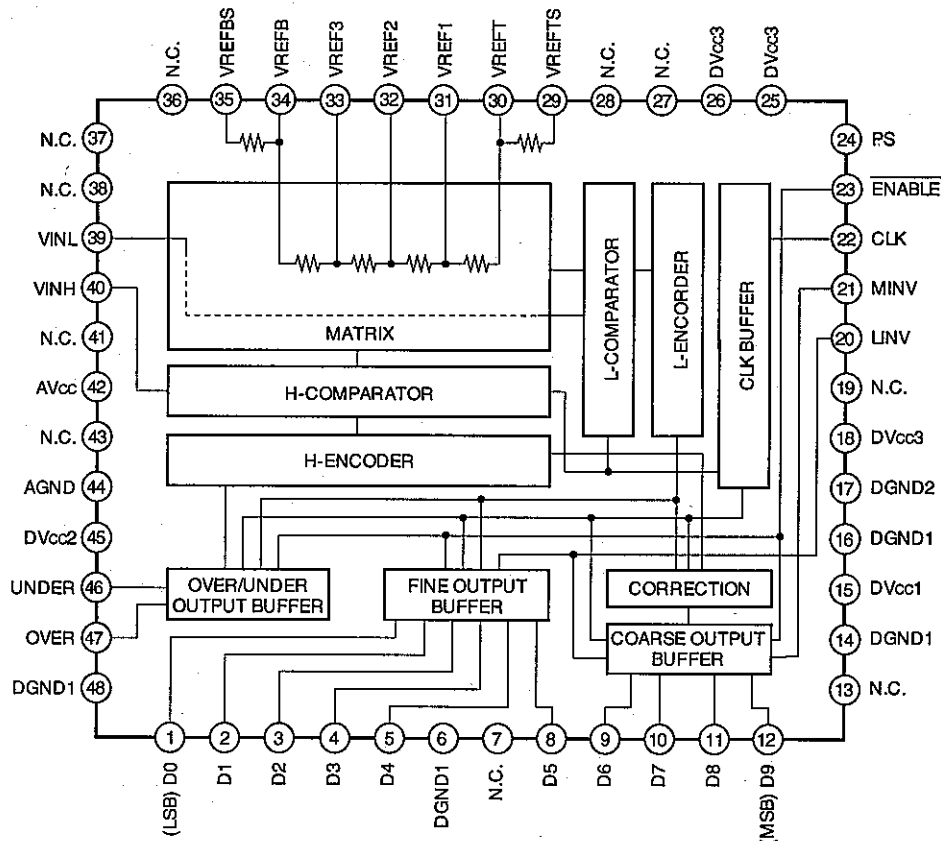 N.C.
VREFBS
VREFB
VREF3
VREF2
VREF1
VREFT
VREFTS
N.C.
N.C.
DVcc3
DVcc3
36
35
34
33
32
31
30
29
28
27
26
25
N.C. 37
N.C. 38
VINL 39
VINH 40
N.C. 41
AVcc 42
N.C. 43
AGND 44
DVcc2 45
UNDER 46
OVER 47
DGND1 48
24 PS
23 ENABLE
22 CLK
21 MINV
20 LINV
19 N.C.
18 DVcc3
17 DGND2
16 DGND1
15 DVcc1
14 DGND1
13 N.C.
MATRIX
L-COMPARATOR
L-ENCORDER
CLK BUFFER
H-COMPARATOR
H-ENCODER
OVER/UNDER
OUTPUT BUFFER
FINE OUTPUT
BUFFER
CORRECTION
COARSE OUTPUT
BUFFER
1
2
3
4
5
6
7
8
9
10
11
12
(LSB) D0
D1
D2
D3
D4
DGND1
N.C.
D5
D6
D7
D8
(MSB) D9